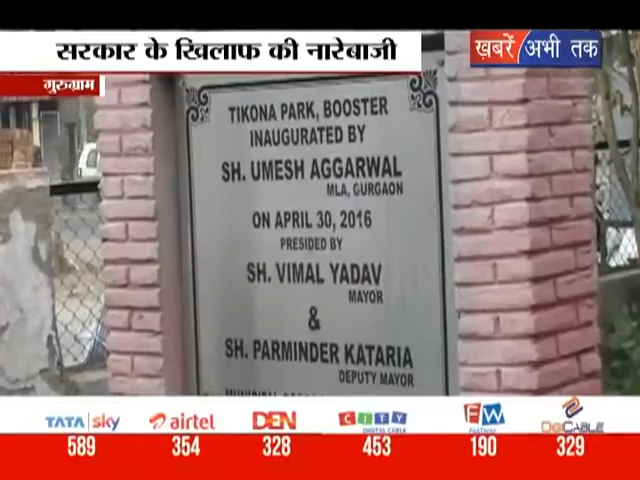 सरकार के खिलाफ की नारेबाजी
ख़बरें अभी तक
गुरुग्राम
TIKONA PARK, BOOSTER
INAUGURATED BY
SH. UMESH AGGARWAL
MLA, GURGAON
ON APRIL 30, 2016
PRESIDED BY
SH. VIMAL YADAV
MAYOR
&
SH. PARMINDER KATARIA
DEPUTY MAYOR
TATA sky airtel DEN CITY DIGITAL CABLE FW FASTWAY DIGICABLE
589 354 328 453 190 329